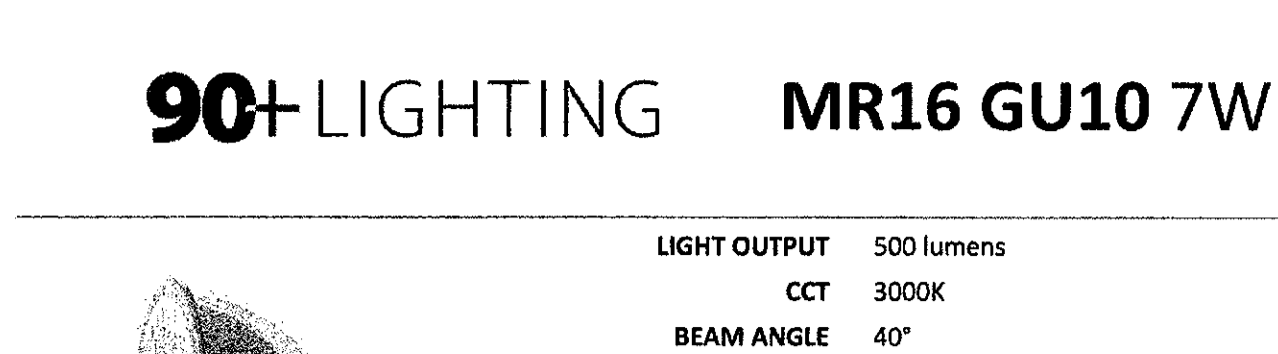 90+ LIGHTING MR16 GU10 7W
LIGHT OUTPUT 500 lumens
CCT 3000K
BEAM ANGLE 40°